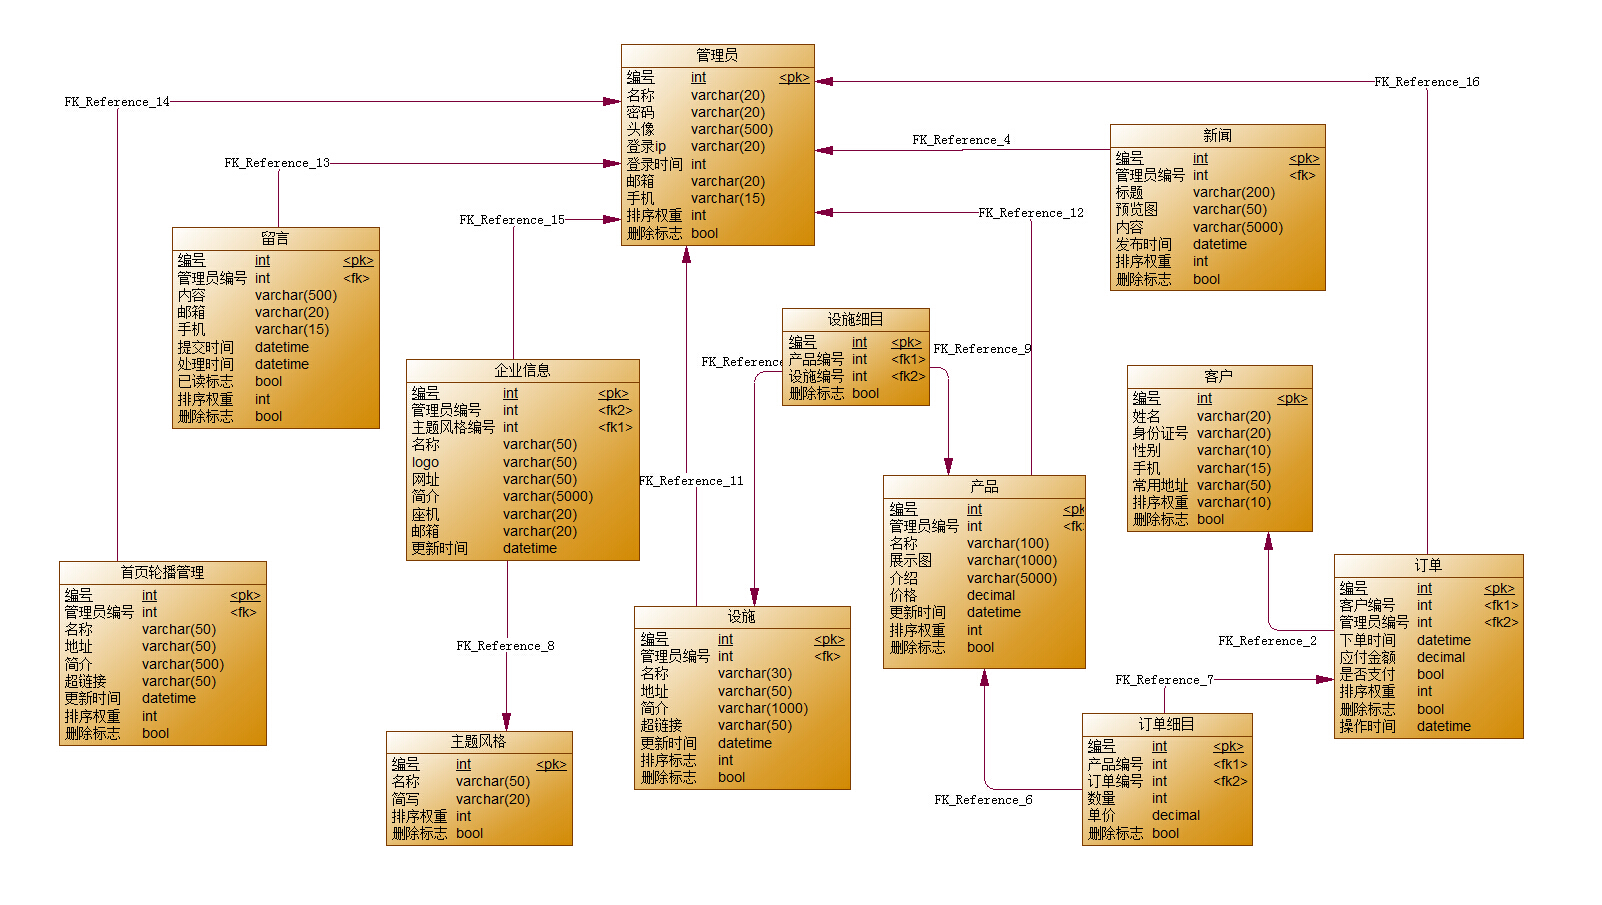 管理员
编号 int <pk>
名称 varchar(20)
密码 varchar(20)
头像 varchar(500)
登录ip varchar(20)
登录时间 int
邮箱 varchar(20)
手机 varchar(15)
排序权重 int
删除标志 bool
FK_Reference_14
FK_Reference_13
FK_Reference_15
FK_Reference_4
FK_Reference_16
FK_Reference_12
新闻
编号 int <pk>
管理员编号 int <fk>
标题 varchar(200)
预览图 varchar(50)
内容 varchar(5000)
发布时间 datetime
排序权重 int
删除标志 bool
留言
编号 int <pk>
管理员编号 int <fk>
内容 varchar(500)
邮箱 varchar(20)
手机 varchar(15)
提交时间 datetime
处理时间 datetime
已读标志 bool
排序权重 int
删除标志 bool
设施细目
编号 int <pk>
产品编号 int <fk1>
设施编号 int <fk2>
删除标志 bool
FK_Reference
FK_Reference_9
企业信息
编号 int <pk>
管理员编号 int <fk2>
主题风格编号 int <fk1>
名称 varchar(50)
logo varchar(50)
网址 varchar(50)
简介 varchar(5000)
座机 varchar(20)
邮箱 varchar(20)
更新时间 datetime
客户
编号 int <pk>
姓名 varchar(20)
身份证号 varchar(20)
性别 varchar(10)
手机 varchar(15)
常用地址 varchar(50)
排序权重 varchar(10)
删除标志 bool
FK_Reference_11
产品
编号 int <pk
管理员编号 int <fk
名称 varchar(100)
展示图 varchar(1000)
介绍 varchar(5000)
价格 decimal
更新时间 datetime
排序权重 int
删除标志 bool
首页轮播管理
编号 int <pk>
管理员编号 int <fk>
名称 varchar(50)
地址 varchar(50)
简介 varchar(500)
超链接 varchar(50)
更新时间 datetime
排序权重 int
删除标志 bool
订单
编号 int <pk>
客户编号 int <fk1>
管理员编号 int <fk2>
下单时间 datetime
应付金额 decimal
是否支付 bool
排序权重 int
删除标志 bool
操作时间 datetime
FK_Reference_2
FK_Reference_8
FK_Reference_7
设施
编号 int <pk>
管理员编号 int <fk>
名称 varchar(30)
地址 varchar(50)
简介 varchar(1000)
超链接 varchar(50)
更新时间 datetime
排序标志 int
删除标志 bool
主题风格
编号 int <pk>
名称 varchar(50)
简写 varchar(20)
排序权重 int
删除标志 bool
订单细目
编号 int <pk>
产品编号 int <fk1>
订单编号 int <fk2>
数量 int
单价 decimal
删除标志 bool
FK_Reference_6